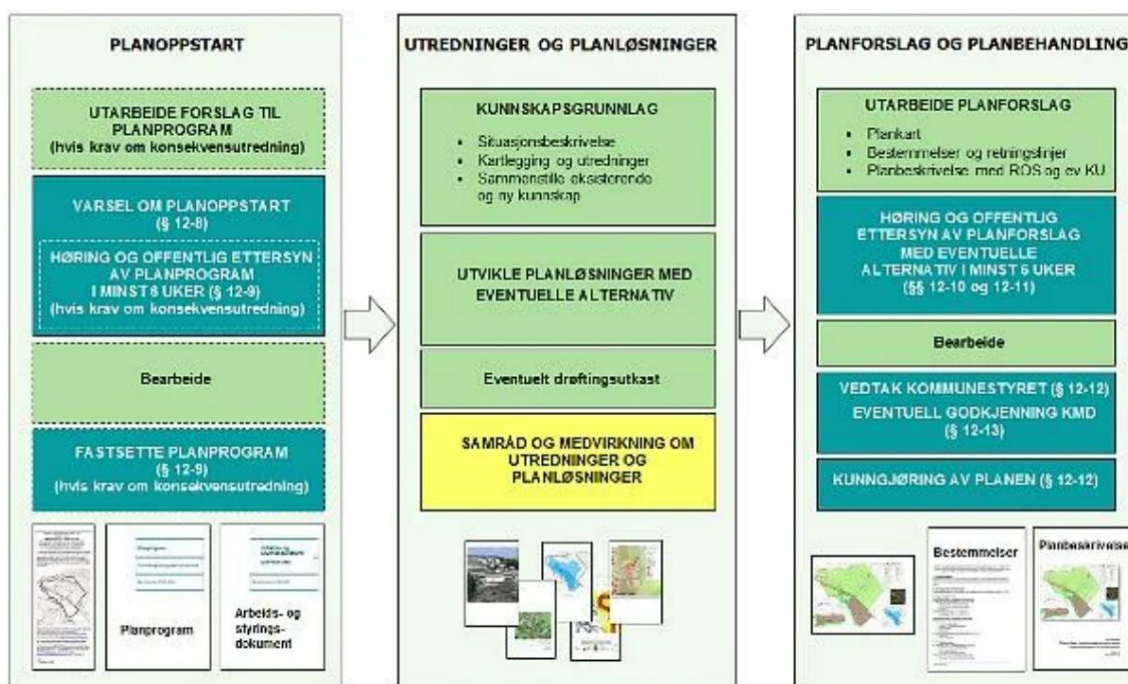 PLANOPPSTART
UTARBEIDE FORSLAG TIL
PLANPROGRAM
(hvis krav om konsekvensutredning)
VARSEL OM PLANOPPSTART
(§ 12-8)
HØRING OG OFFENTLIG ETTERSYN
AV PLANPROGRAM
I MINST 6 UKER (§ 12-9)
(hvis krav om konsekvensutredning)
Bearbeide
FASTSETTE PLANPROGRAM
(§ 12-9)
(hvis krav om konsekvensutredning)
Planprogram
Arbeids- og
styrings-
dokument
UTREDNINGER OG PLANLØSNINGER
KUNNSKAPSGRUNNLAG
• Situasjonsbeskrivelse
• Kartlegging og utredninger
• Sammenstille eksisterende
og ny kunnskap
UTVIKLE PLANLØSNINGER MED
EVENTUELLE ALTERNATIV
Eventuelt drøftingsutkast
SAMRÅD OG MEDVIRKNING OM
UTREDNINGER OG
PLANLØSNINGER
PLANFORSLAG OG PLANBEHANDLING
UTARBEIDE PLANFORSLAG
• Plankart
• Bestemmelser og retningslinjer
• Planbeskrivelse med ROS og ev KU
HØRING OG OFFENTLIG
ETTERSYN AV PLANFORSLAG
MED EVENTUELLE
ALTERNATIV I MINST 6 UKER
(§§ 12-10 og 12-11)
Bearbeide
VEDTAK KOMMUNESTYRET (§ 12-12)
EVENTUELL GODKJENNING KMD
(§ 12-13)
KUNNGJØRING AV PLANEN (§ 12-12)
Bestemmelser
Planbeskrivelse